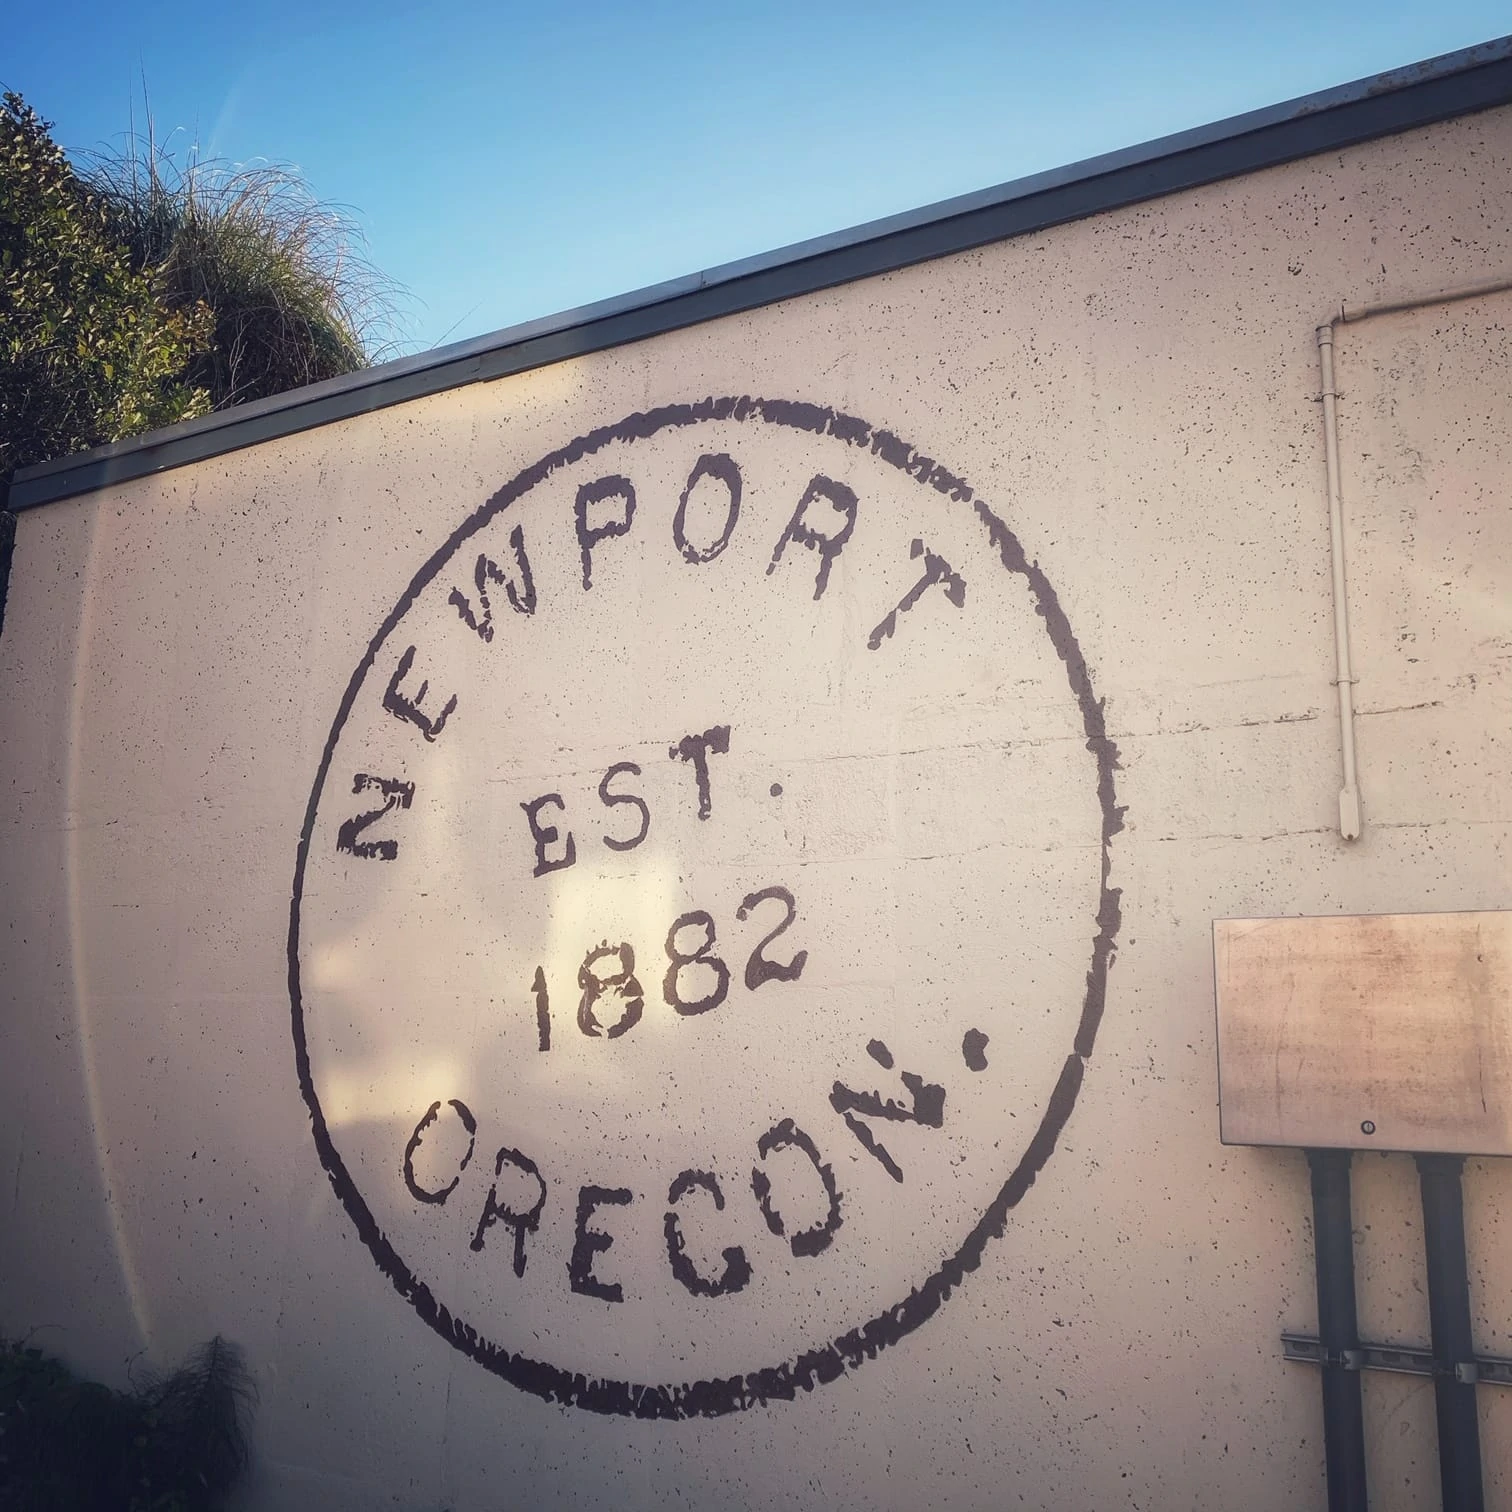 NEWPORT
EST.
1882
OREGON.